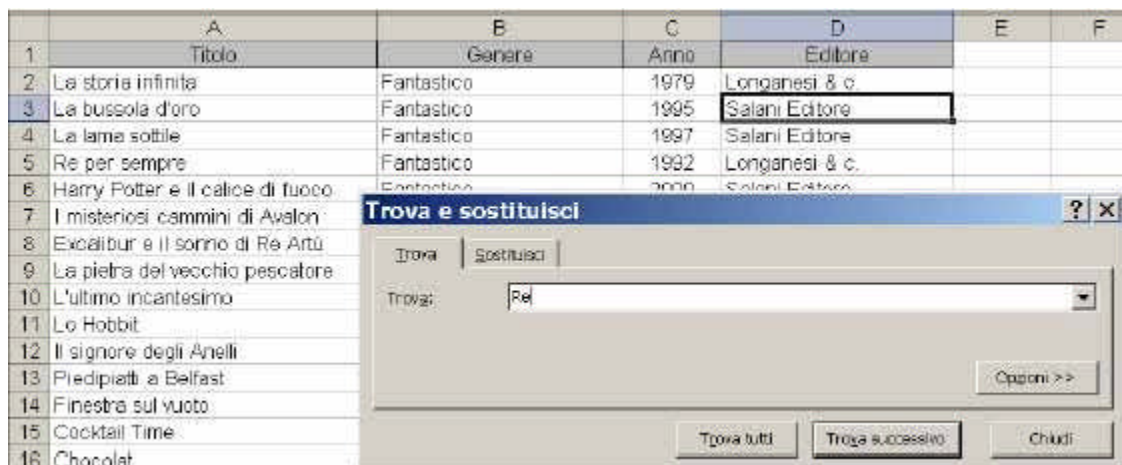 A B C D E F
1 Titolo Genere Anno Editore
2 La storia infinita Fantastico 1979 Longanesi & c.
3 La bussola d'oro Fantastico 1995 Salani Editore
4 La lama sottile Fantastico 1997 Salani Editore
5 Re per sempre Fantastico 1992 Longanesi & c.
6 Harry Potter e il calice di fuoco Fantastico 2000 Salani Editore
7 I misteriosi cammini di Avalon
8 Excalibur e il sonno di Re Artù
9 La pietra del vecchio pescatore
10 L'ultimo incantesimo
11 Lo Hobbit
12 Il signore degli Anelli
13 Piedipiatti a Belfast
14 Finestra sul vuoto
15 Cocktail Time
16 Chocolat
Trova e sostituisci ? ×
Trova Sostituisci
Trova: Re
Opzioni >>
Trova tutti Trova successivo Chiudi